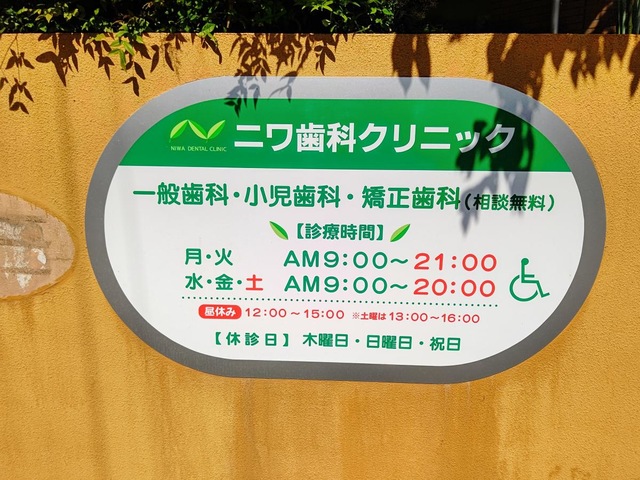 ニワ歯科クリニック
NIWA DENTAL CLINIC
一般歯科・小児歯科・矯正歯科(相談無料)
【診療時間】
月・火 AM9:00～21:00
水・金・土 AM9:00～20:00
昼休み 12:00～15:00 ※土曜は13:00～16:00
【休診日】 木曜日・日曜日・祝日